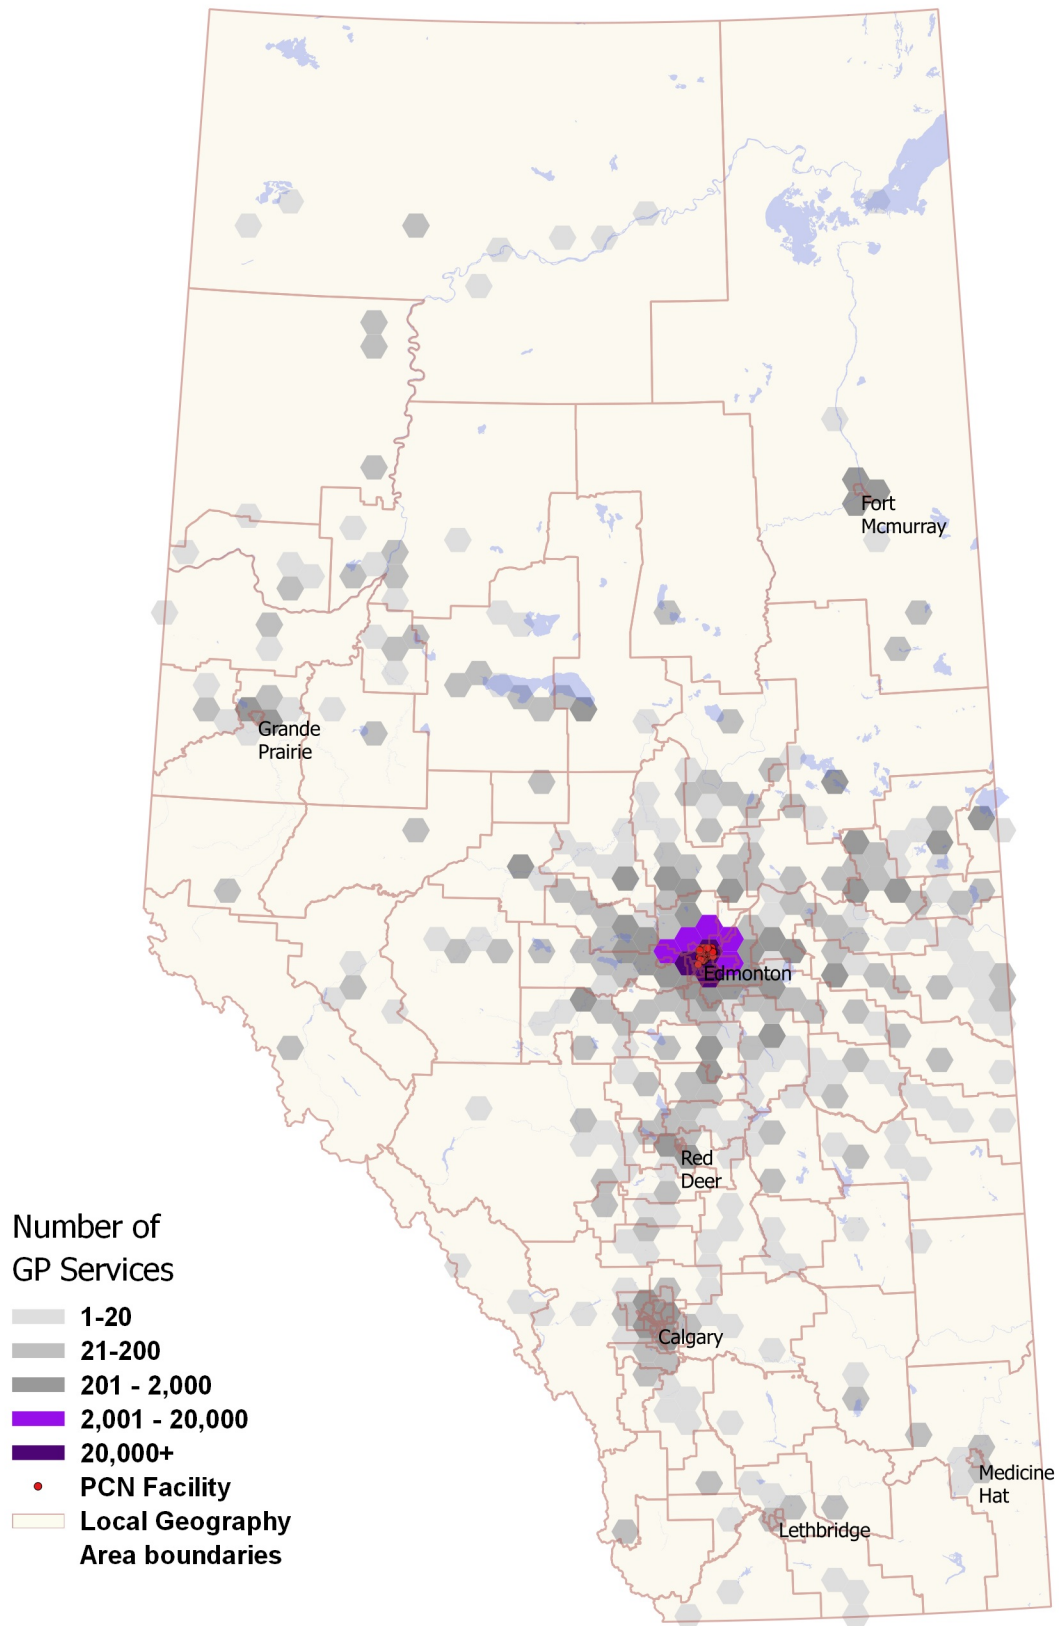 Fort
Mcmurray
Grande
Prairie
Edmonton
Red
Deer
Number of
GP Services
1-20
21-200
201 - 2,000
2,001 - 20,000
20,000+
PCN Facility
Local Geography
Area boundaries
Calgary
Medicine
Hat
Lethbridge